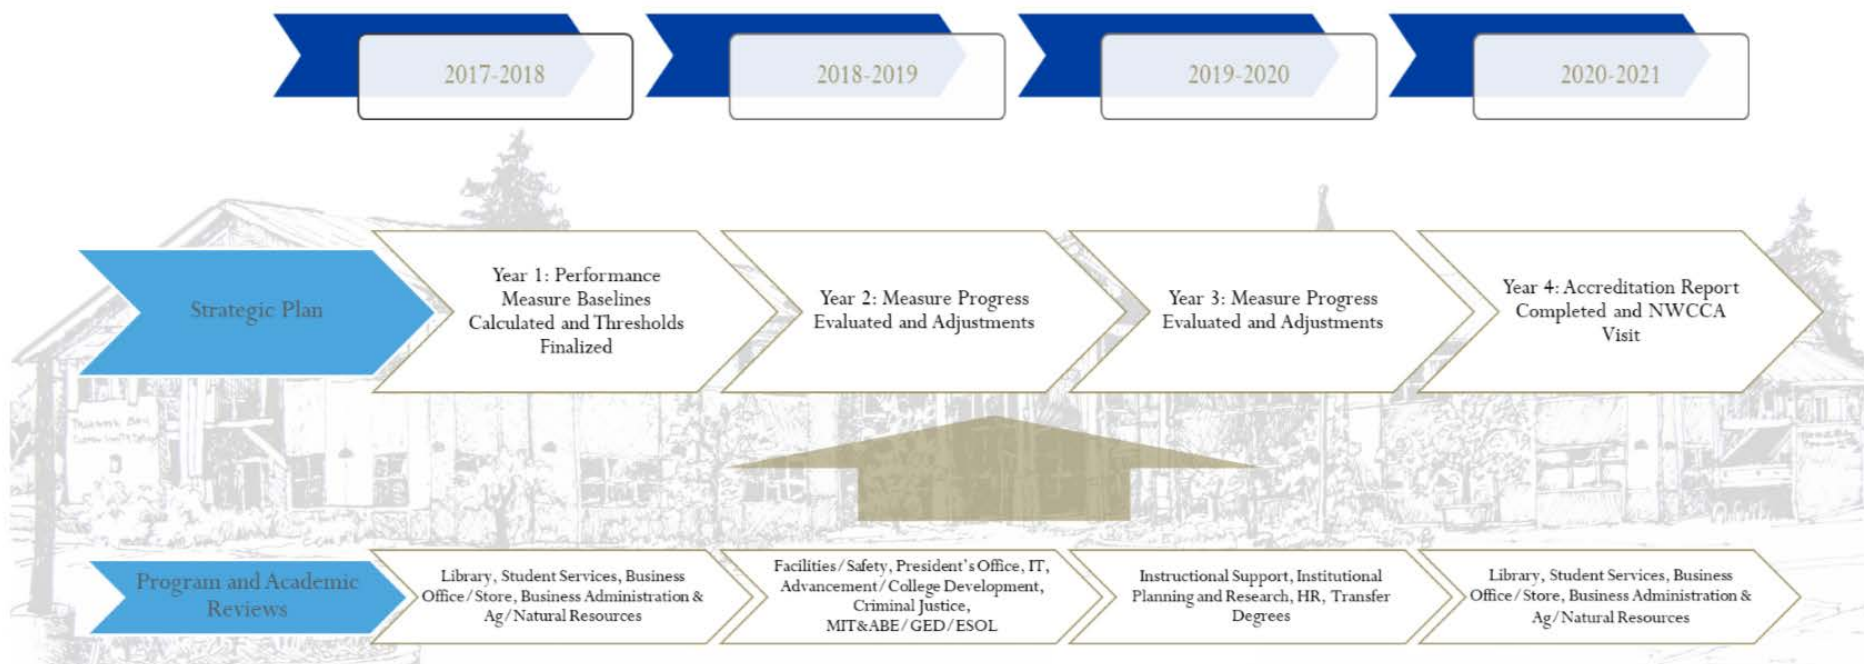 2017-2018
2018-2019
2019-2020
2020-2021
Strategic Plan
Year 1: Performance
Measure Baselines
Calculated and Thresholds
Finalized
Year 2: Measure Progress
Evaluated and Adjustments
Year 3: Measure Progress
Evaluated and Adjustments
Year 4: Accreditation Report
Completed and NWCCA
Visit
Program and Academic
Reviews
Library, Student Services, Business
Office/Store, Business Administration &
Ag/Natural Resources
Facilities/Safety, President's Office, IT,
Advancement/College Development,
Criminal Justice,
MIT&ABE/GED/ESOL
Instructional Support, Institutional
Planning and Research, HR, Transfer
Degrees
Library, Student Services, Business
Office/Store, Business Administration &
Ag/Natural Resources